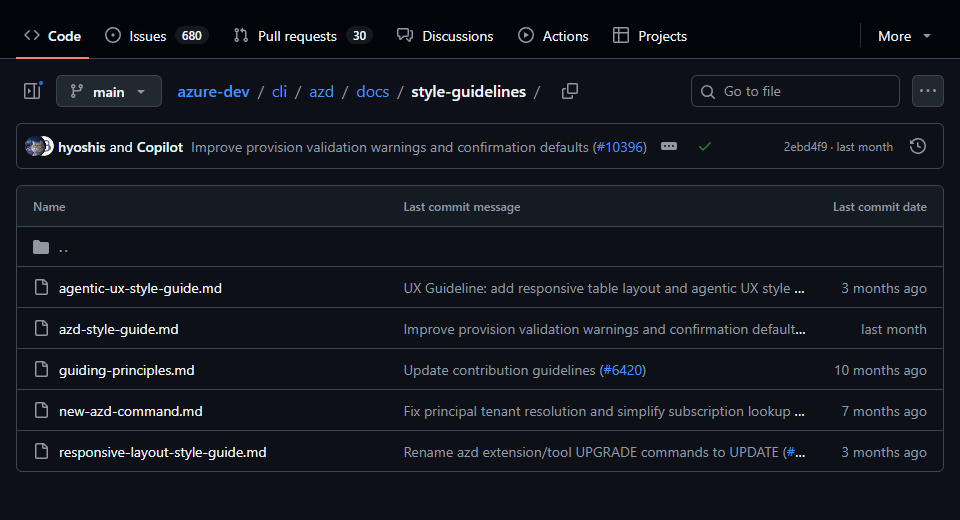 Code Issues 680 Pull requests 30 Discussions Actions Projects More
main azure-dev / cli / azd / docs / style-guidelines / Go to file
hyoshis and Copilot Improve provision validation warnings and confirmation defaults (#10396) 2ebd4f9 · last month
Name Last commit message Last commit date
..
agentic-ux-style-guide.md UX Guideline: add responsive table layout and agentic UX style ... 3 months ago
azd-style-guide.md Improve provision validation warnings and confirmation default... last month
guiding-principles.md Update contribution guidelines (#6420) 10 months ago
new-azd-command.md Fix principal tenant resolution and simplify subscription lookup ... 7 months ago
responsive-layout-style-guide.md Rename azd extension/tool UPGRADE commands to UPDATE (#... 3 months ago